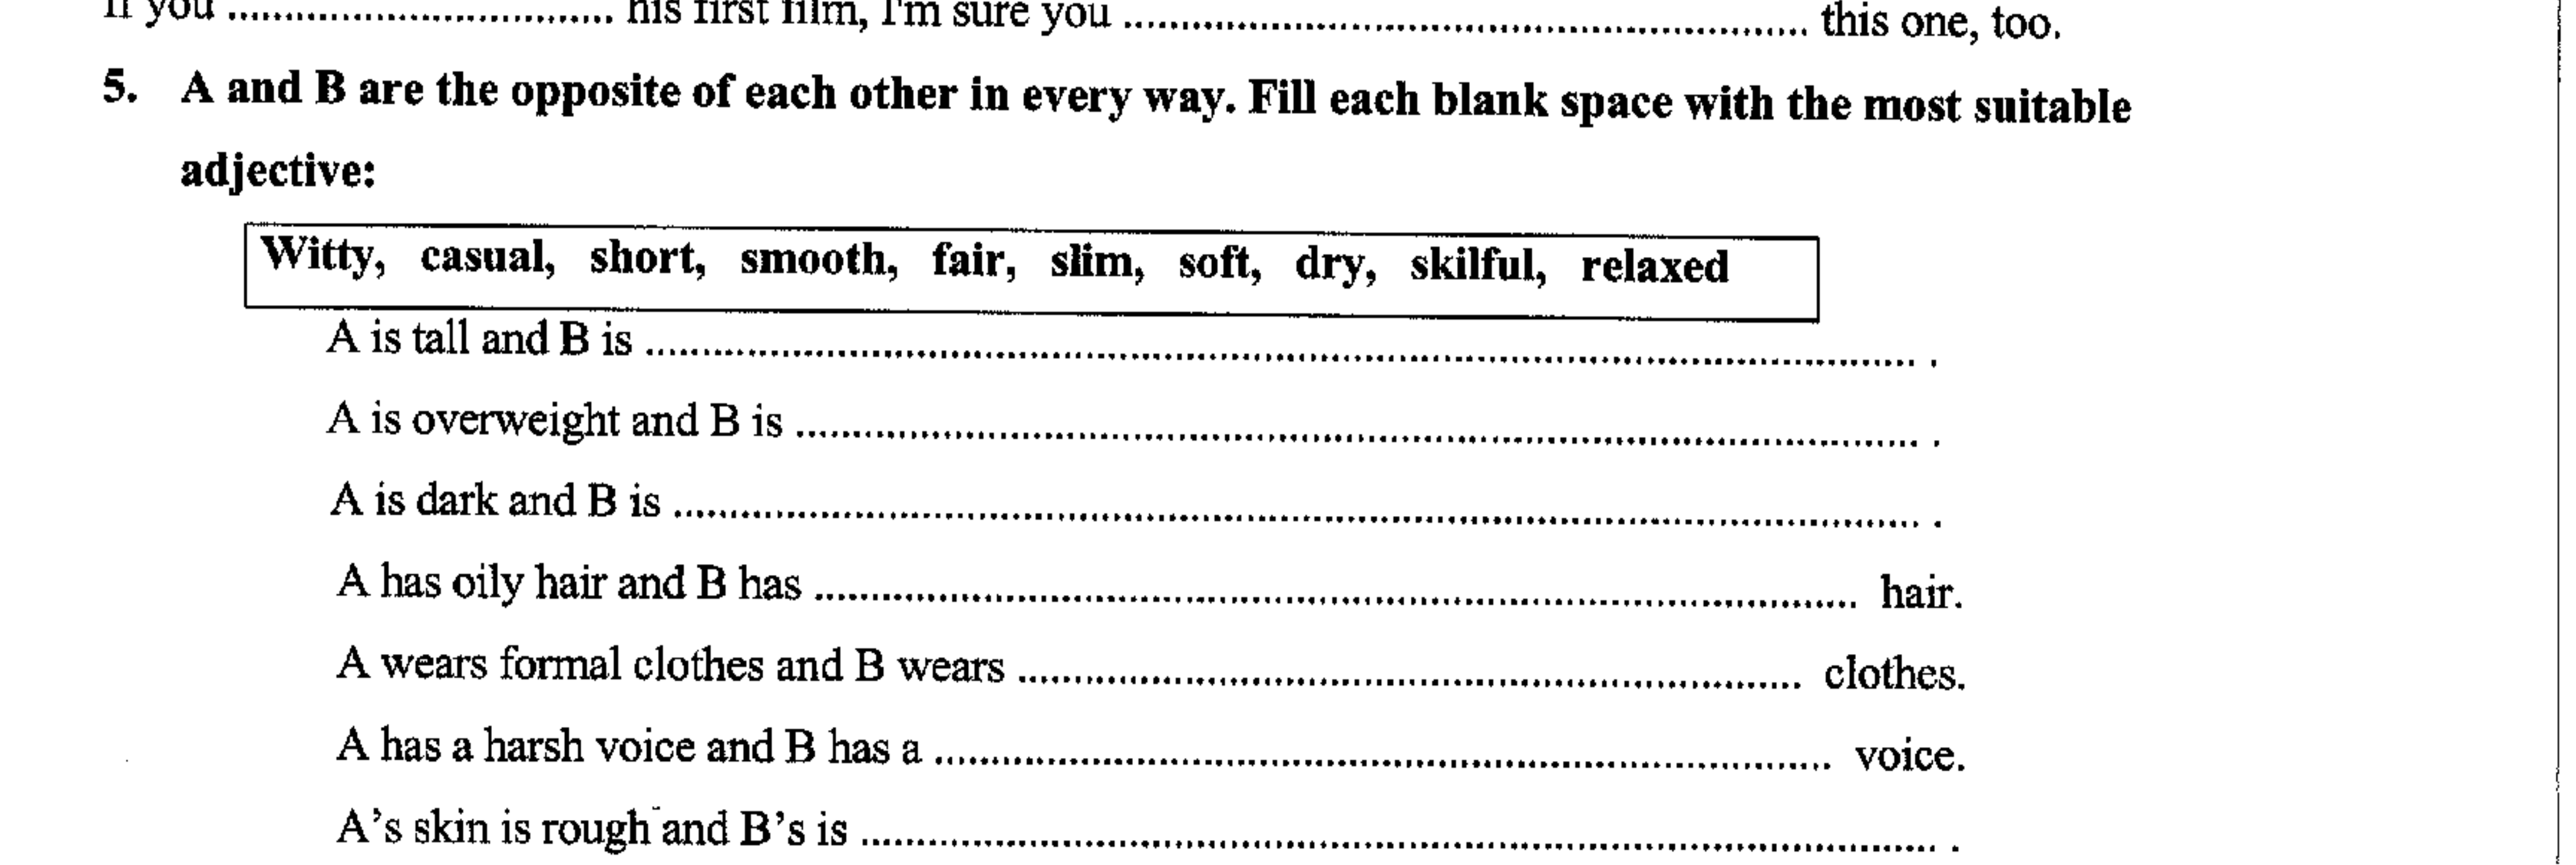 If you .................................. his first film, I'm sure you ........................................................................ this one, too.
5. A and B are the opposite of each other in every way. Fill each blank space with the most suitable
adjective:
Witty, casual, short, smooth, fair, slim, soft, dry, skilful, relaxed
A is tall and B is ........................................................................................................ .
A is overweight and B is ........................................................................................ .
A is dark and B is .................................................................................................... .
A has oily hair and B has ................................................................................ hair.
A wears formal clothes and B wears ............................................................ clothes.
A has a harsh voice and B has a .................................................................... voice.
A’s skin is rough and B’s is .................................................................................... .